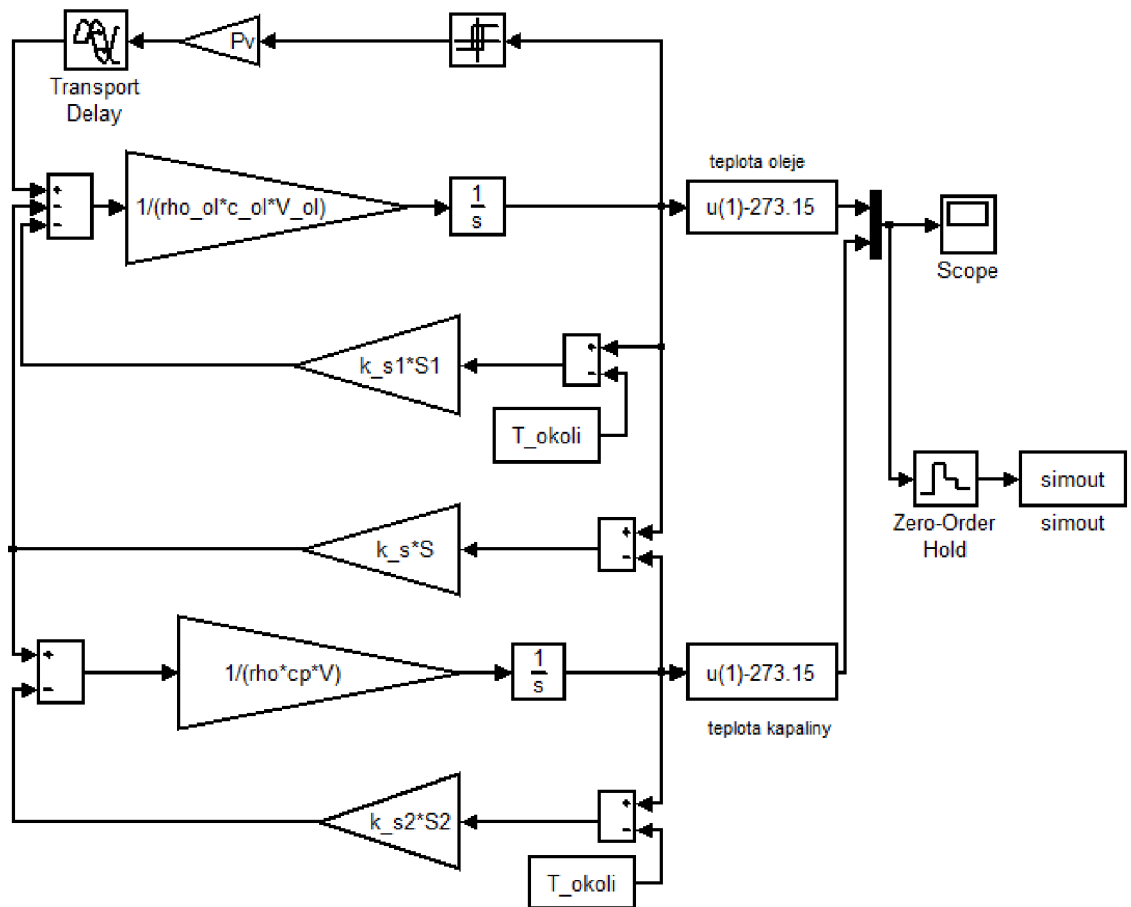 Pv
Transport
Delay
teplota oleje
+
-
-
1/(rho_ol*c_ol*V_ol)
1
s
u(1)-273.15
Scope
k_s1*S1
+
-
T_okoli
k_s*S
+
-
simout
Zero-Order
Hold
simout
+
-
1/(rho*cp*V)
1
s
u(1)-273.15
teplota kapaliny
k_s2*S2
+
-
T_okoli